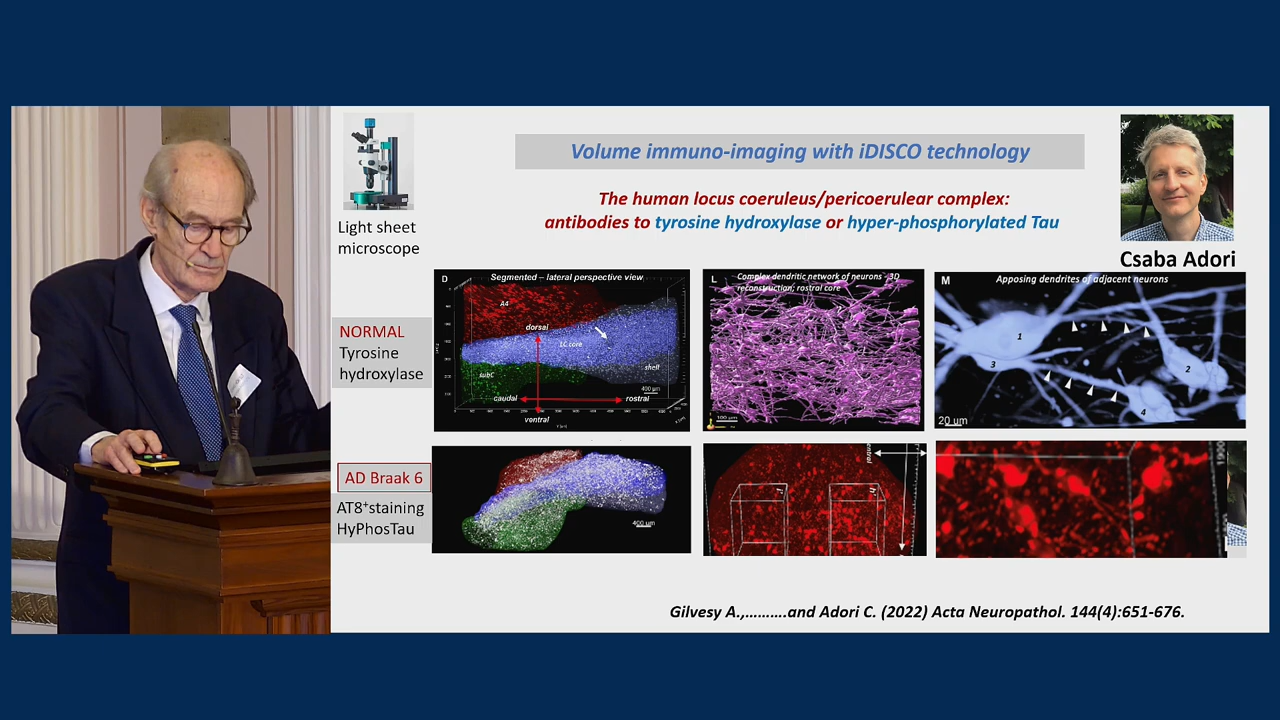 Volume immuno-imaging with iDISCO technology
The human locus coeruleus/pericoerulear complex:
antibodies to tyrosine hydroxylase or hyper-phosphorylated Tau
Light sheet
microscope
Csaba Adori
NORMAL
Tyrosine
hydroxylase
D
Segmented – lateral perspective view
A4
dorsal
LC core
subC
shell
400 µm
caudal
rostral
ventral
L
Complex dendritic network of neurons - 3D
reconstruction; rostral core
100 µm
M
Apposing dendrites of adjacent neurons
1
2
3
4
20 um
AD Braak 6
AT8⁺staining
HyPhosTau
400 µm
Gilvesy A.,..........and Adori C. (2022) Acta Neuropathol. 144(4):651-676.